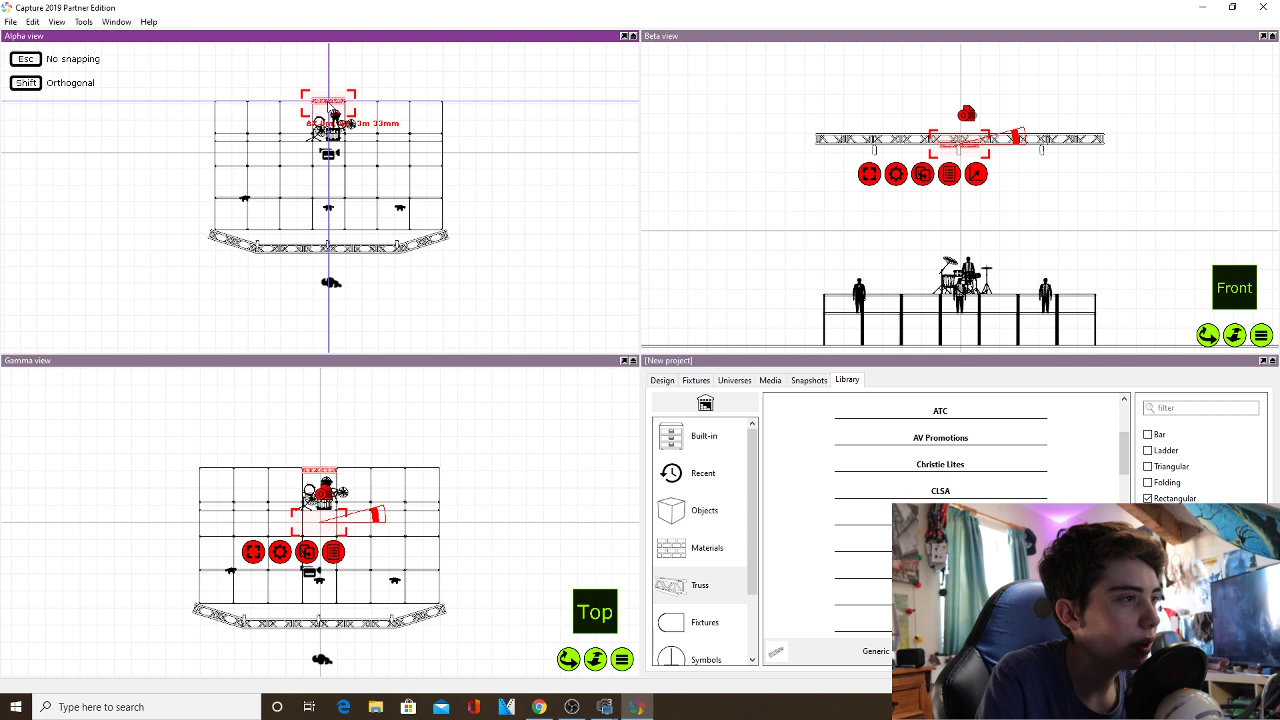 Capture 2019 Partner Edition
File Edit View Tools Window Help
Alpha view
Beta view
Esc No snapping
Shift Orthogonal
3m 33mm
Front
Gamma view
[New project]
Design Fixtures Universes Media Snapshots Library
Built-in
Recent
Objects
Materials
Truss
Fixtures
Symbols
ATC
AV Promotions
Christie Lites
CLSA
Generic
filter
Bar
Ladder
Triangular
Folding
Rectangular
Top
Type here to search